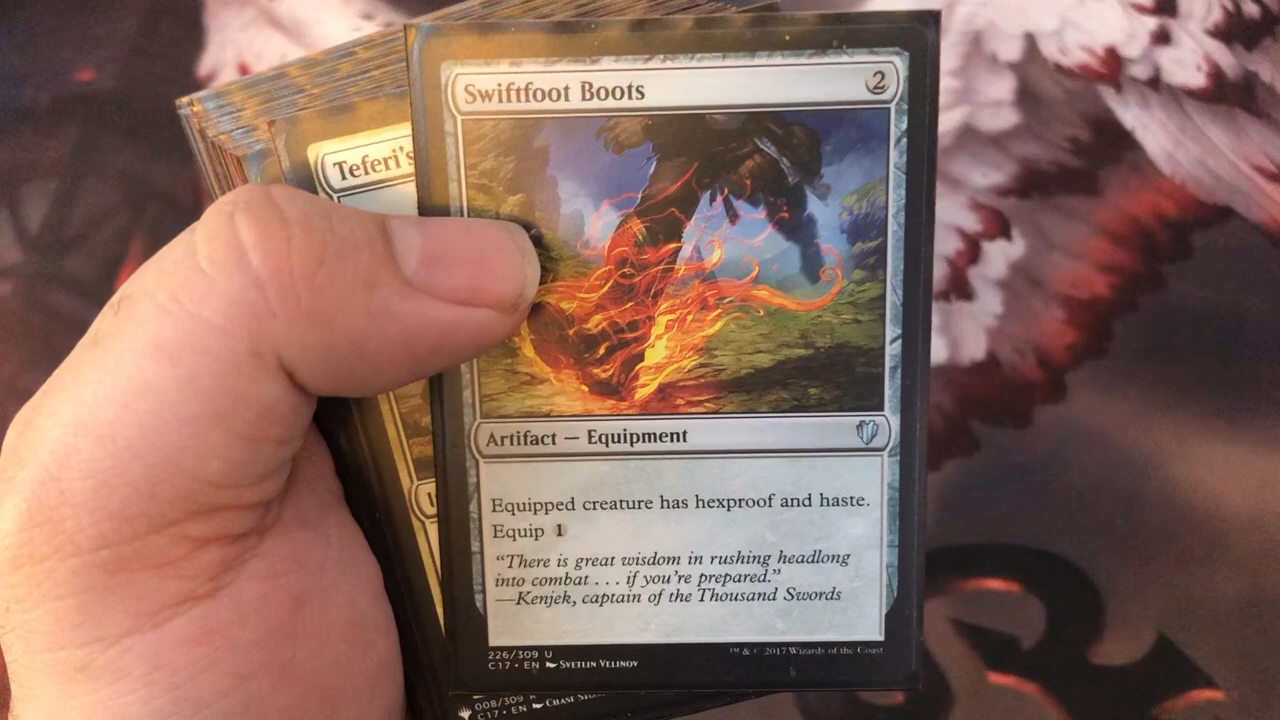 Swiftfoot Boots 2
Teferi's
Artifact — Equipment
Equipped creature has hexproof and haste.
Equip 1
“There is great wisdom in rushing headlong
into combat . . . if you're prepared.”
—Kenjek, captain of the Thousand Swords
226/309 U
™ & © 2017 Wizards of the Coast
C17 • EN Svetlin Velinov
008/309 R
C17 • EN Chase